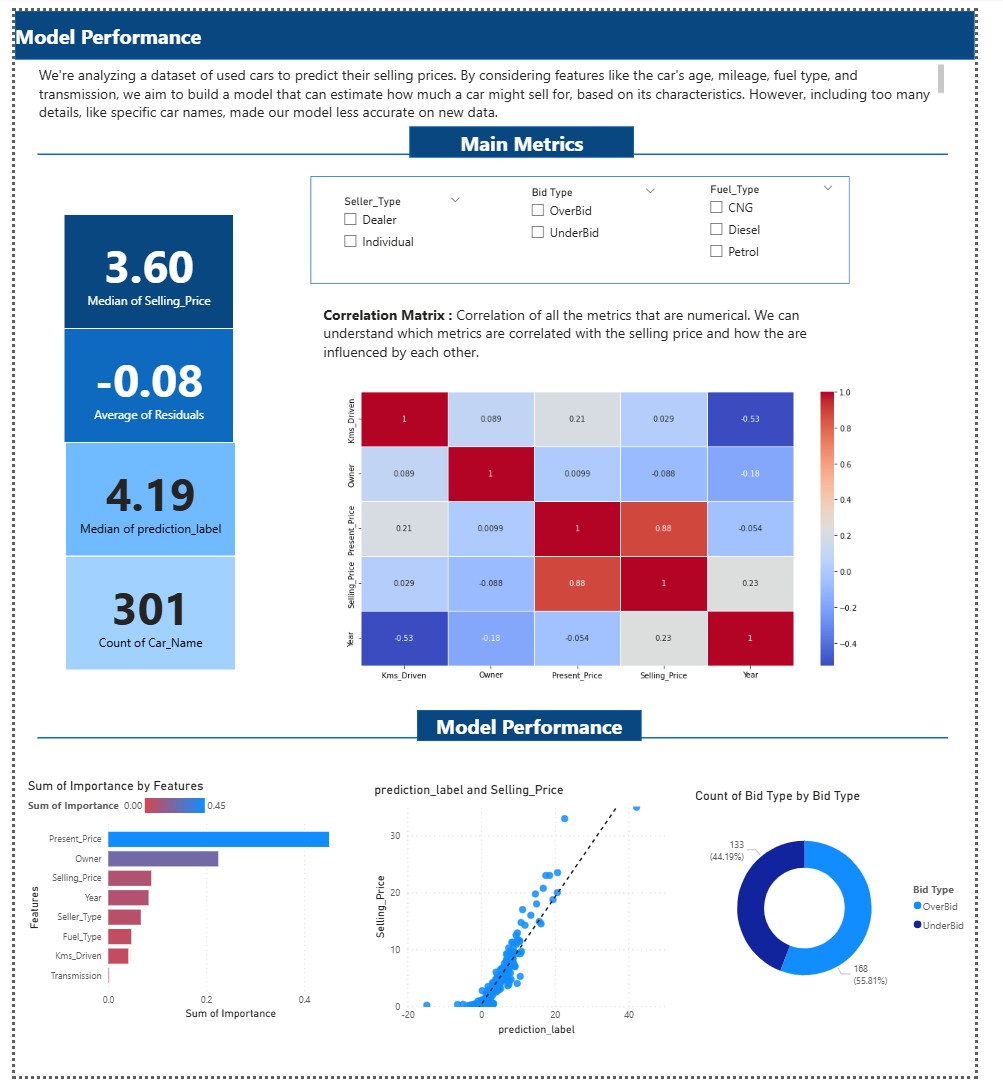 Model Performance
We're analyzing a dataset of used cars to predict their selling prices. By considering features like the car's age, mileage, fuel type, and
transmission, we aim to build a model that can estimate how much a car might sell for, based on its characteristics. However, including too many
details, like specific car names, made our model less accurate on new data.
Main Metrics
Seller_Type
Dealer
Individual
Bid Type
OverBid
UnderBid
Fuel_Type
CNG
Diesel
Petrol
3.60
Median of Selling_Price
-0.08
Average of Residuals
4.19
Median of prediction_label
301
Count of Car_Name
Correlation Matrix : Correlation of all the metrics that are numerical. We can
understand which metrics are correlated with the selling price and how the are
influenced by each other.
Kms_Driven 1 0.089 0.21 0.029 -0.53
Owner 0.089 1 0.0099 -0.088 -0.18
Present_Price 0.21 0.0099 1 0.88 -0.054
Selling_Price 0.029 -0.088 0.88 1 0.23
Year -0.53 -0.18 -0.054 0.23 1
Kms_Driven Owner Present_Price Selling_Price Year
1.0
0.8
0.6
0.4
0.2
0.0
-0.2
-0.4
Model Performance
Sum of Importance by Features
Sum of Importance 0.00 0.45
Features
Present_Price
Owner
Selling_Price
Year
Seller_Type
Fuel_Type
Kms_Driven
Transmission
0.0 0.2 0.4
Sum of Importance
prediction_label and Selling_Price
Selling_Price
30
20
10
0
-20 0 20 40
prediction_label
Count of Bid Type by Bid Type
133
(44.19%)
168
(55.81%)
Bid Type
OverBid
UnderBid